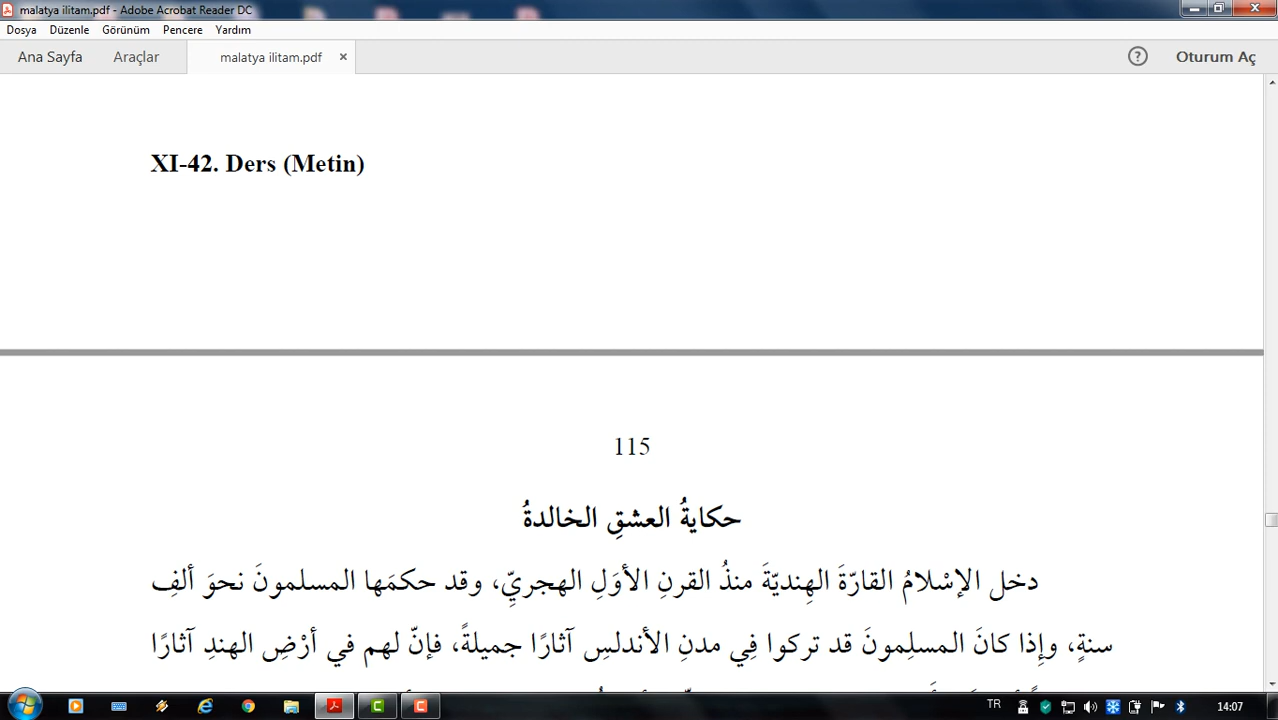 malatya ilitam.pdf - Adobe Acrobat Reader DC
Dosya Düzenle Görünüm Pencere Yardım
Ana Sayfa Araçlar malatya ilitam.pdf × ? Oturum Aç
XI-42. Ders (Metin)
115
حكايةُ العشقِ الخالدةُ
دخل الإسْلامُ القارّةَ الهِنديّةَ منذُ القرنِ الأوَلِ الهجريِّ، وقد حكمَها المسلمونَ نحوَ ألفِ
سنةٍ، وإِذا كانَ المسلِمونَ قد تركوا فِي مدنِ الأندلسِ آثارًا جميلةً، فإنّ لهم في أرْضِ الهندِ آثارًا
TR 14:07